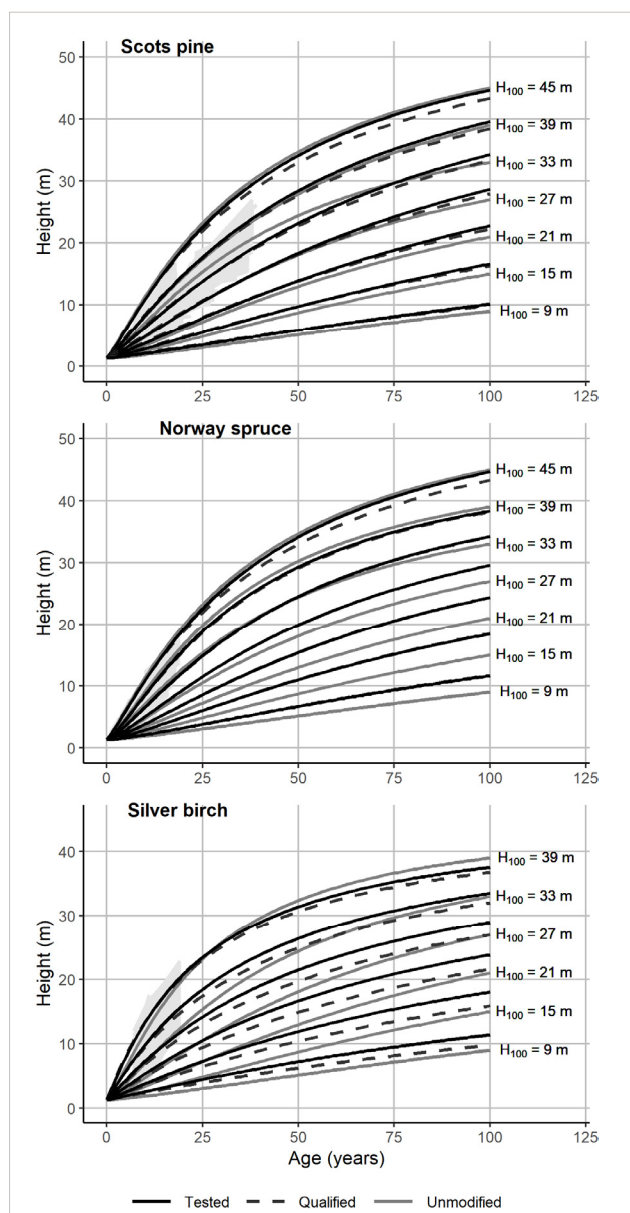 Scots pine
50
H100 = 45 m
40
H100 = 39 m
H100 = 33 m
30
H100 = 27 m
20
H100 = 21 m
H100 = 15 m
10
H100 = 9 m
0
Height (m)
0 25 50 75 100 125
Norway spruce
50
H100 = 45 m
40
H100 = 39 m
H100 = 33 m
30
H100 = 27 m
20
H100 = 21 m
H100 = 15 m
10
H100 = 9 m
0
Height (m)
0 25 50 75 100 125
Silver birch
40
H100 = 39 m
H100 = 33 m
30
H100 = 27 m
H100 = 21 m
20
H100 = 15 m
10
H100 = 9 m
0
Height (m)
0 25 50 75 100 125
Age (years)
Tested Qualified Unmodified